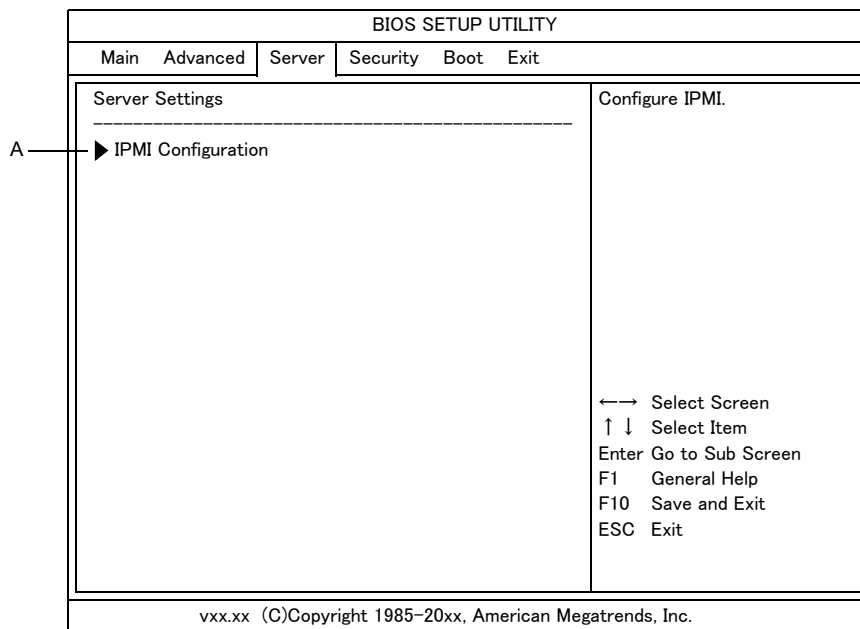 BIOS SETUP UTILITY
Main Advanced Server Security Boot Exit
Server Settings
Configure IPMI.
------------------------------------------------
A
▶ IPMI Configuration
←→ Select Screen
↑↓ Select Item
Enter Go to Sub Screen
F1 General Help
F10 Save and Exit
ESC Exit
vxx.xx (C)Copyright 1985-20xx, American Megatrends, Inc.